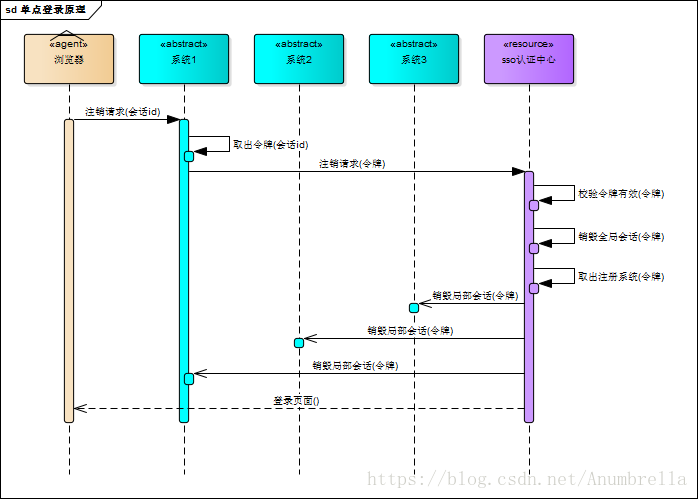 sd 单点登录原理
«agent»
浏览器
«abstract»
系统1
«abstract»
系统2
«abstract»
系统3
«resource»
sso认证中心
注销请求(会话id)
取出令牌(会话id)
注销请求(令牌)
校验令牌有效(令牌)
销毁全局会话(令牌)
取出注册系统(令牌)
销毁局部会话(令牌)
销毁局部会话(令牌)
销毁局部会话(令牌)
登录页面()
https://blog.csdn.net/Anumbrella